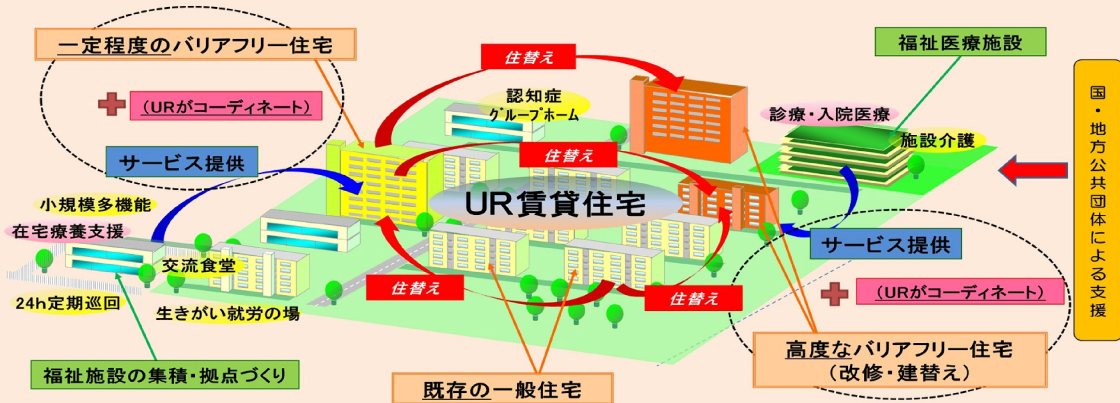 一定程度のバリアフリー住宅
(URがコーディネート)
サービス提供
小規模多機能
在宅療養支援
交流食堂
24h定期巡回
生きがい就労の場
福祉施設の集積・拠点づくり
住替え
認知症
グループホーム
住替え
UR賃貸住宅
住替え
住替え
既存の一般住宅
福祉医療施設
診療・入院医療
施設介護
サービス提供
(URがコーディネート)
高度なバリアフリー住宅
(改修・建替え)
国・地方公共団体による支援